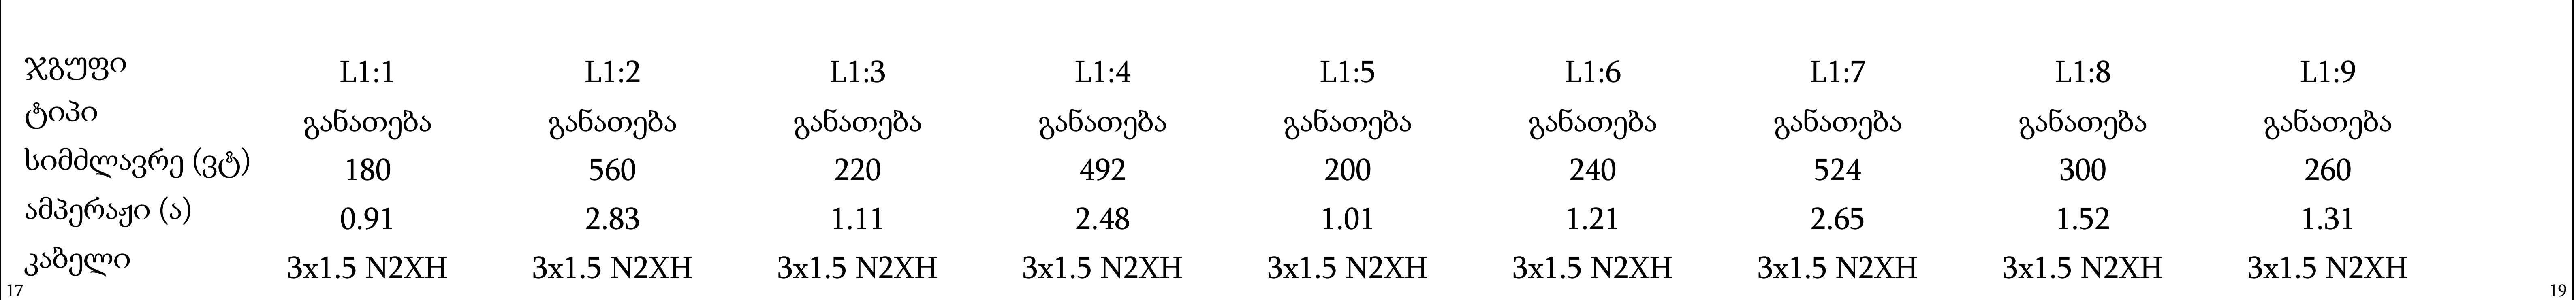 ჯგუფი L1:1 L1:2 L1:3 L1:4 L1:5 L1:6 L1:7 L1:8 L1:9
ტიპი განათება განათება განათება განათება განათება განათება განათება განათება განათება
სიმძლავრე (ვტ) 180 560 220 492 200 240 524 300 260
ამპერაჟი (ა) 0.91 2.83 1.11 2.48 1.01 1.21 2.65 1.52 1.31
კაბელი 3x1.5 N2XH 3x1.5 N2XH 3x1.5 N2XH 3x1.5 N2XH 3x1.5 N2XH 3x1.5 N2XH 3x1.5 N2XH 3x1.5 N2XH 3x1.5 N2XH
17 19